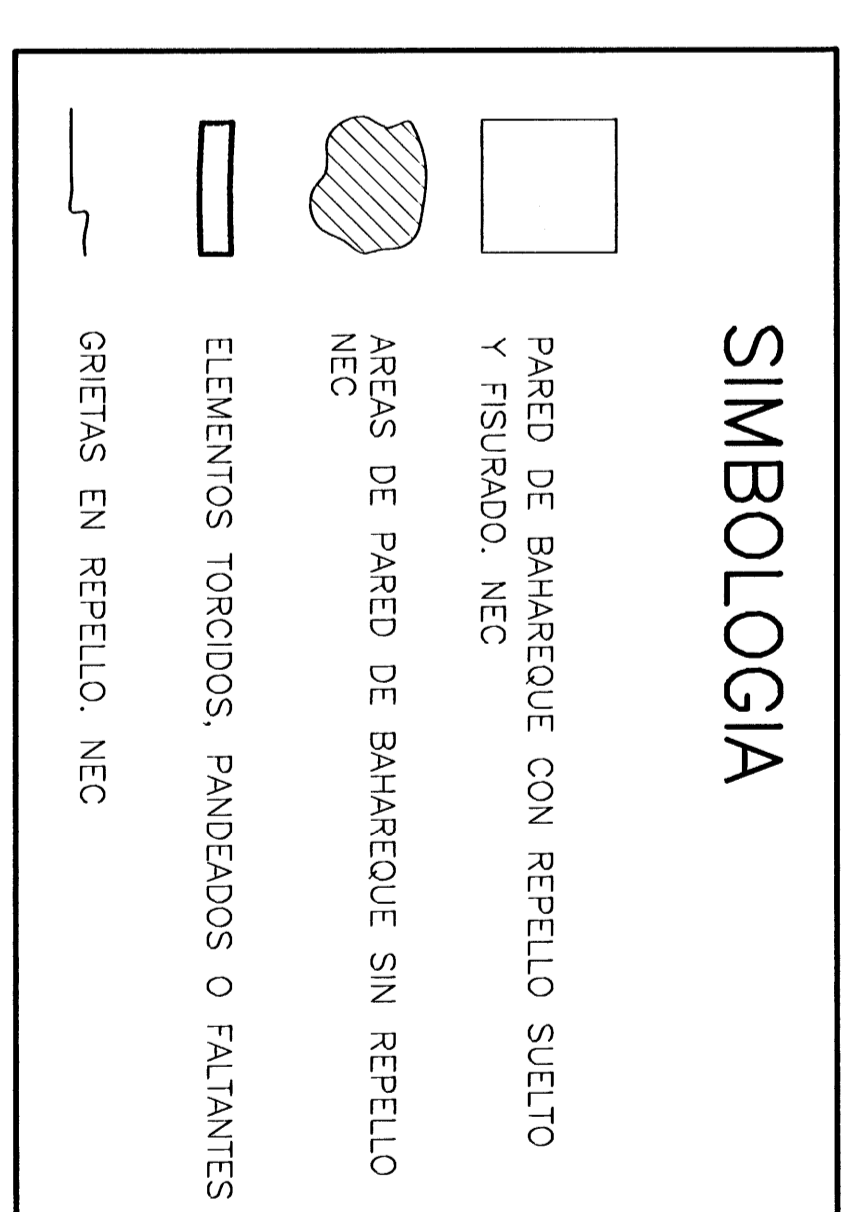 SIMBOLOGIA
PARED DE BAHAREQUE CON REPELLO SUELTO
Y FISURADO. NEC
AREAS DE PARED DE BAHAREQUE SIN REPELLO
NEC
ELEMENTOS TORCIDOS, PANDEADOS O FALTANTES
GRIETAS EN REPELLO. NEC